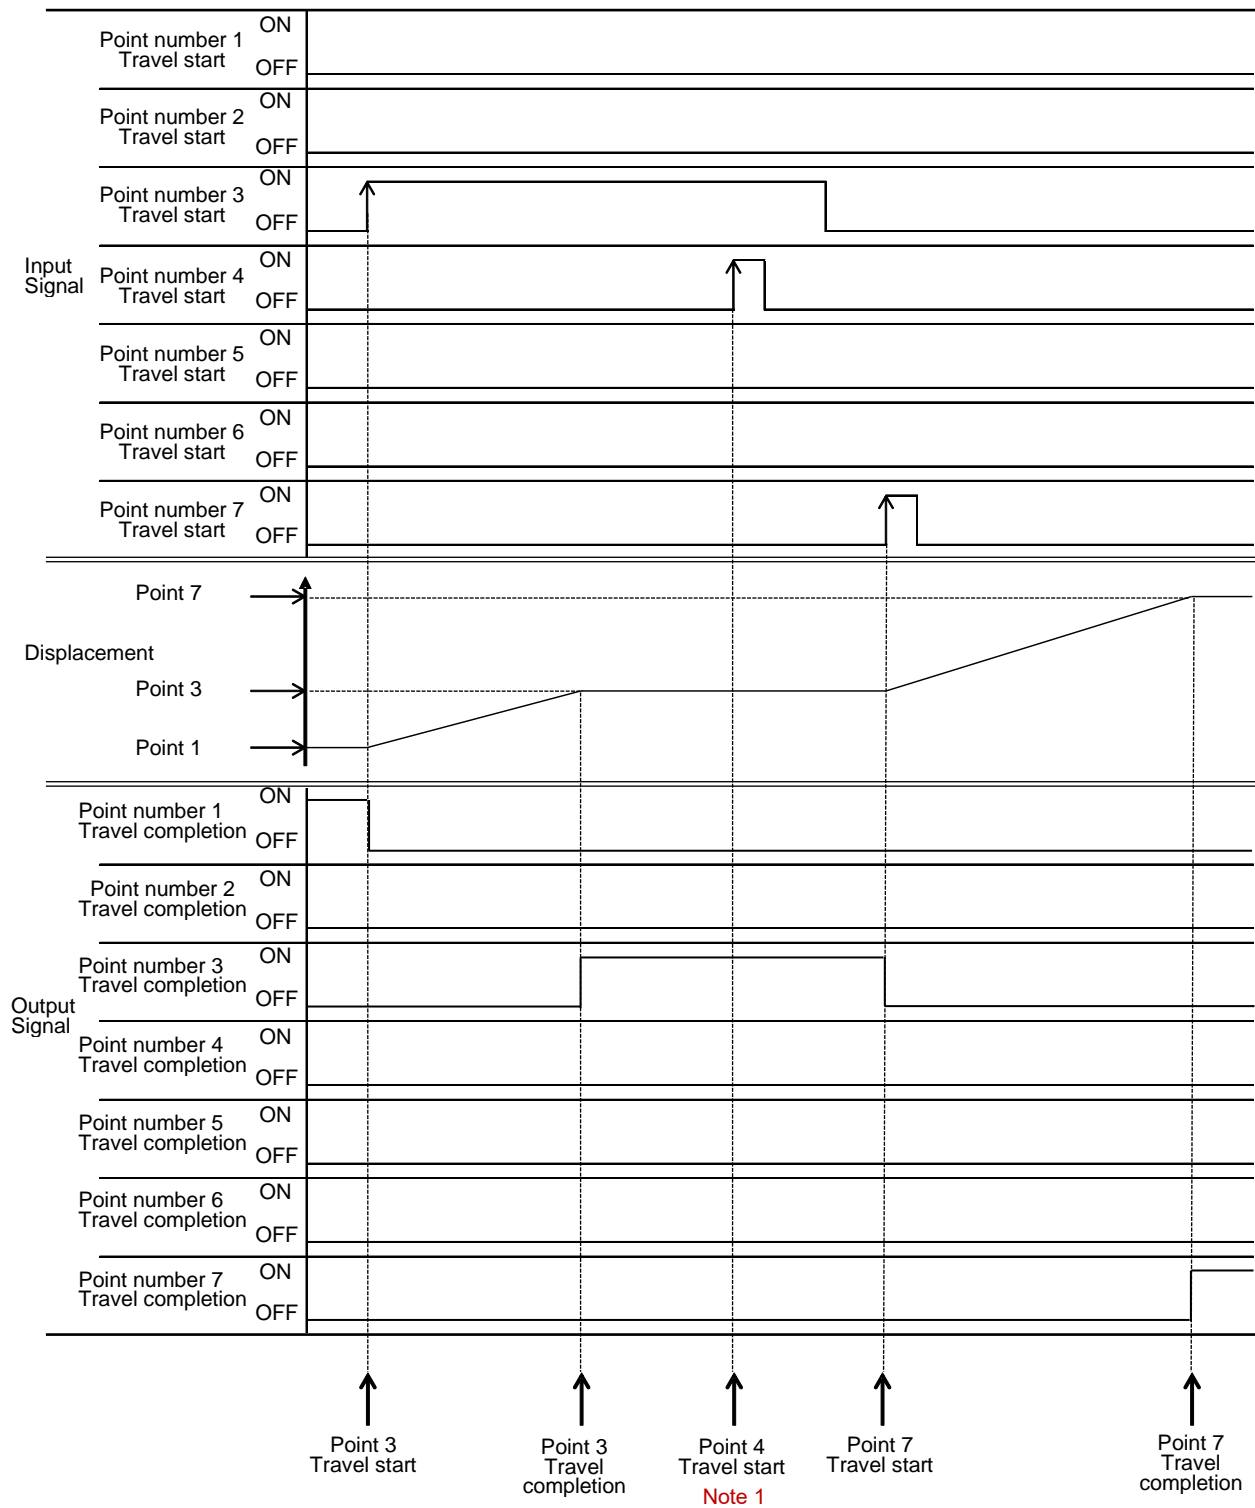 ON
Point number 1
Travel start
OFF
ON
Point number 2
Travel start
OFF
ON
Point number 3
Travel start
OFF
Input
Signal
ON
Point number 4
Travel start
OFF
ON
Point number 5
Travel start
OFF
ON
Point number 6
Travel start
OFF
ON
Point number 7
Travel start
OFF
Point 7
Displacement
Point 3
Point 1
ON
Point number 1
Travel completion
OFF
ON
Point number 2
Travel completion
OFF
ON
Point number 3
Travel completion
OFF
Output
Signal
ON
Point number 4
Travel completion
OFF
ON
Point number 5
Travel completion
OFF
ON
Point number 6
Travel completion
OFF
ON
Point number 7
Travel completion
OFF
Point 3
Travel start
Point 3
Travel
completion
Point 4
Travel start
Note 1
Point 7
Travel start
Point 7
Travel
completion